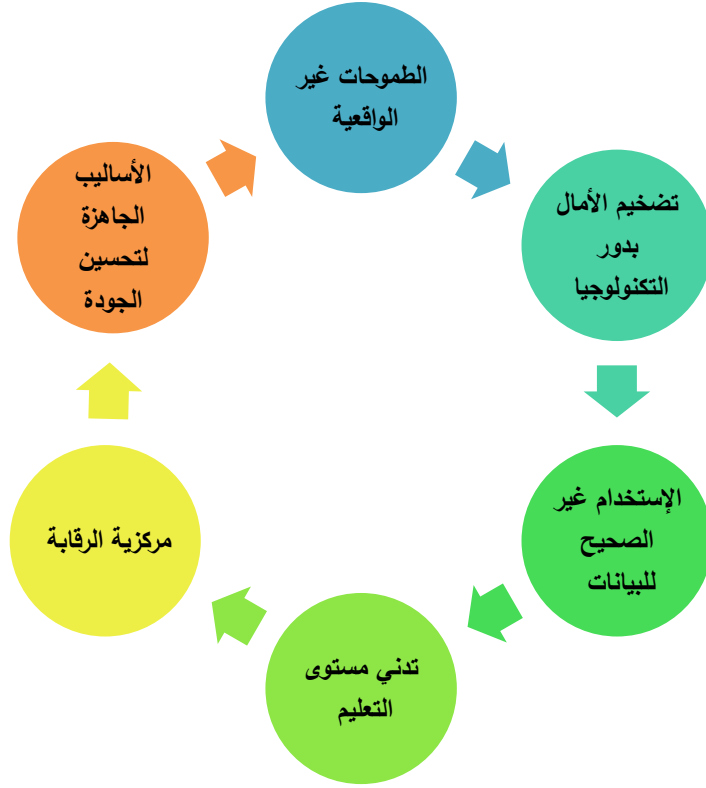 الطموحات غير
الواقعية
تضخيم الأمال
بدور
التكنولوجيا
الإستخدام غير
الصحيح
للبيانات
تدني مستوى
التعليم
مركزية الرقابة
الأساليب
الجاهزة
لتحسين
الجودة